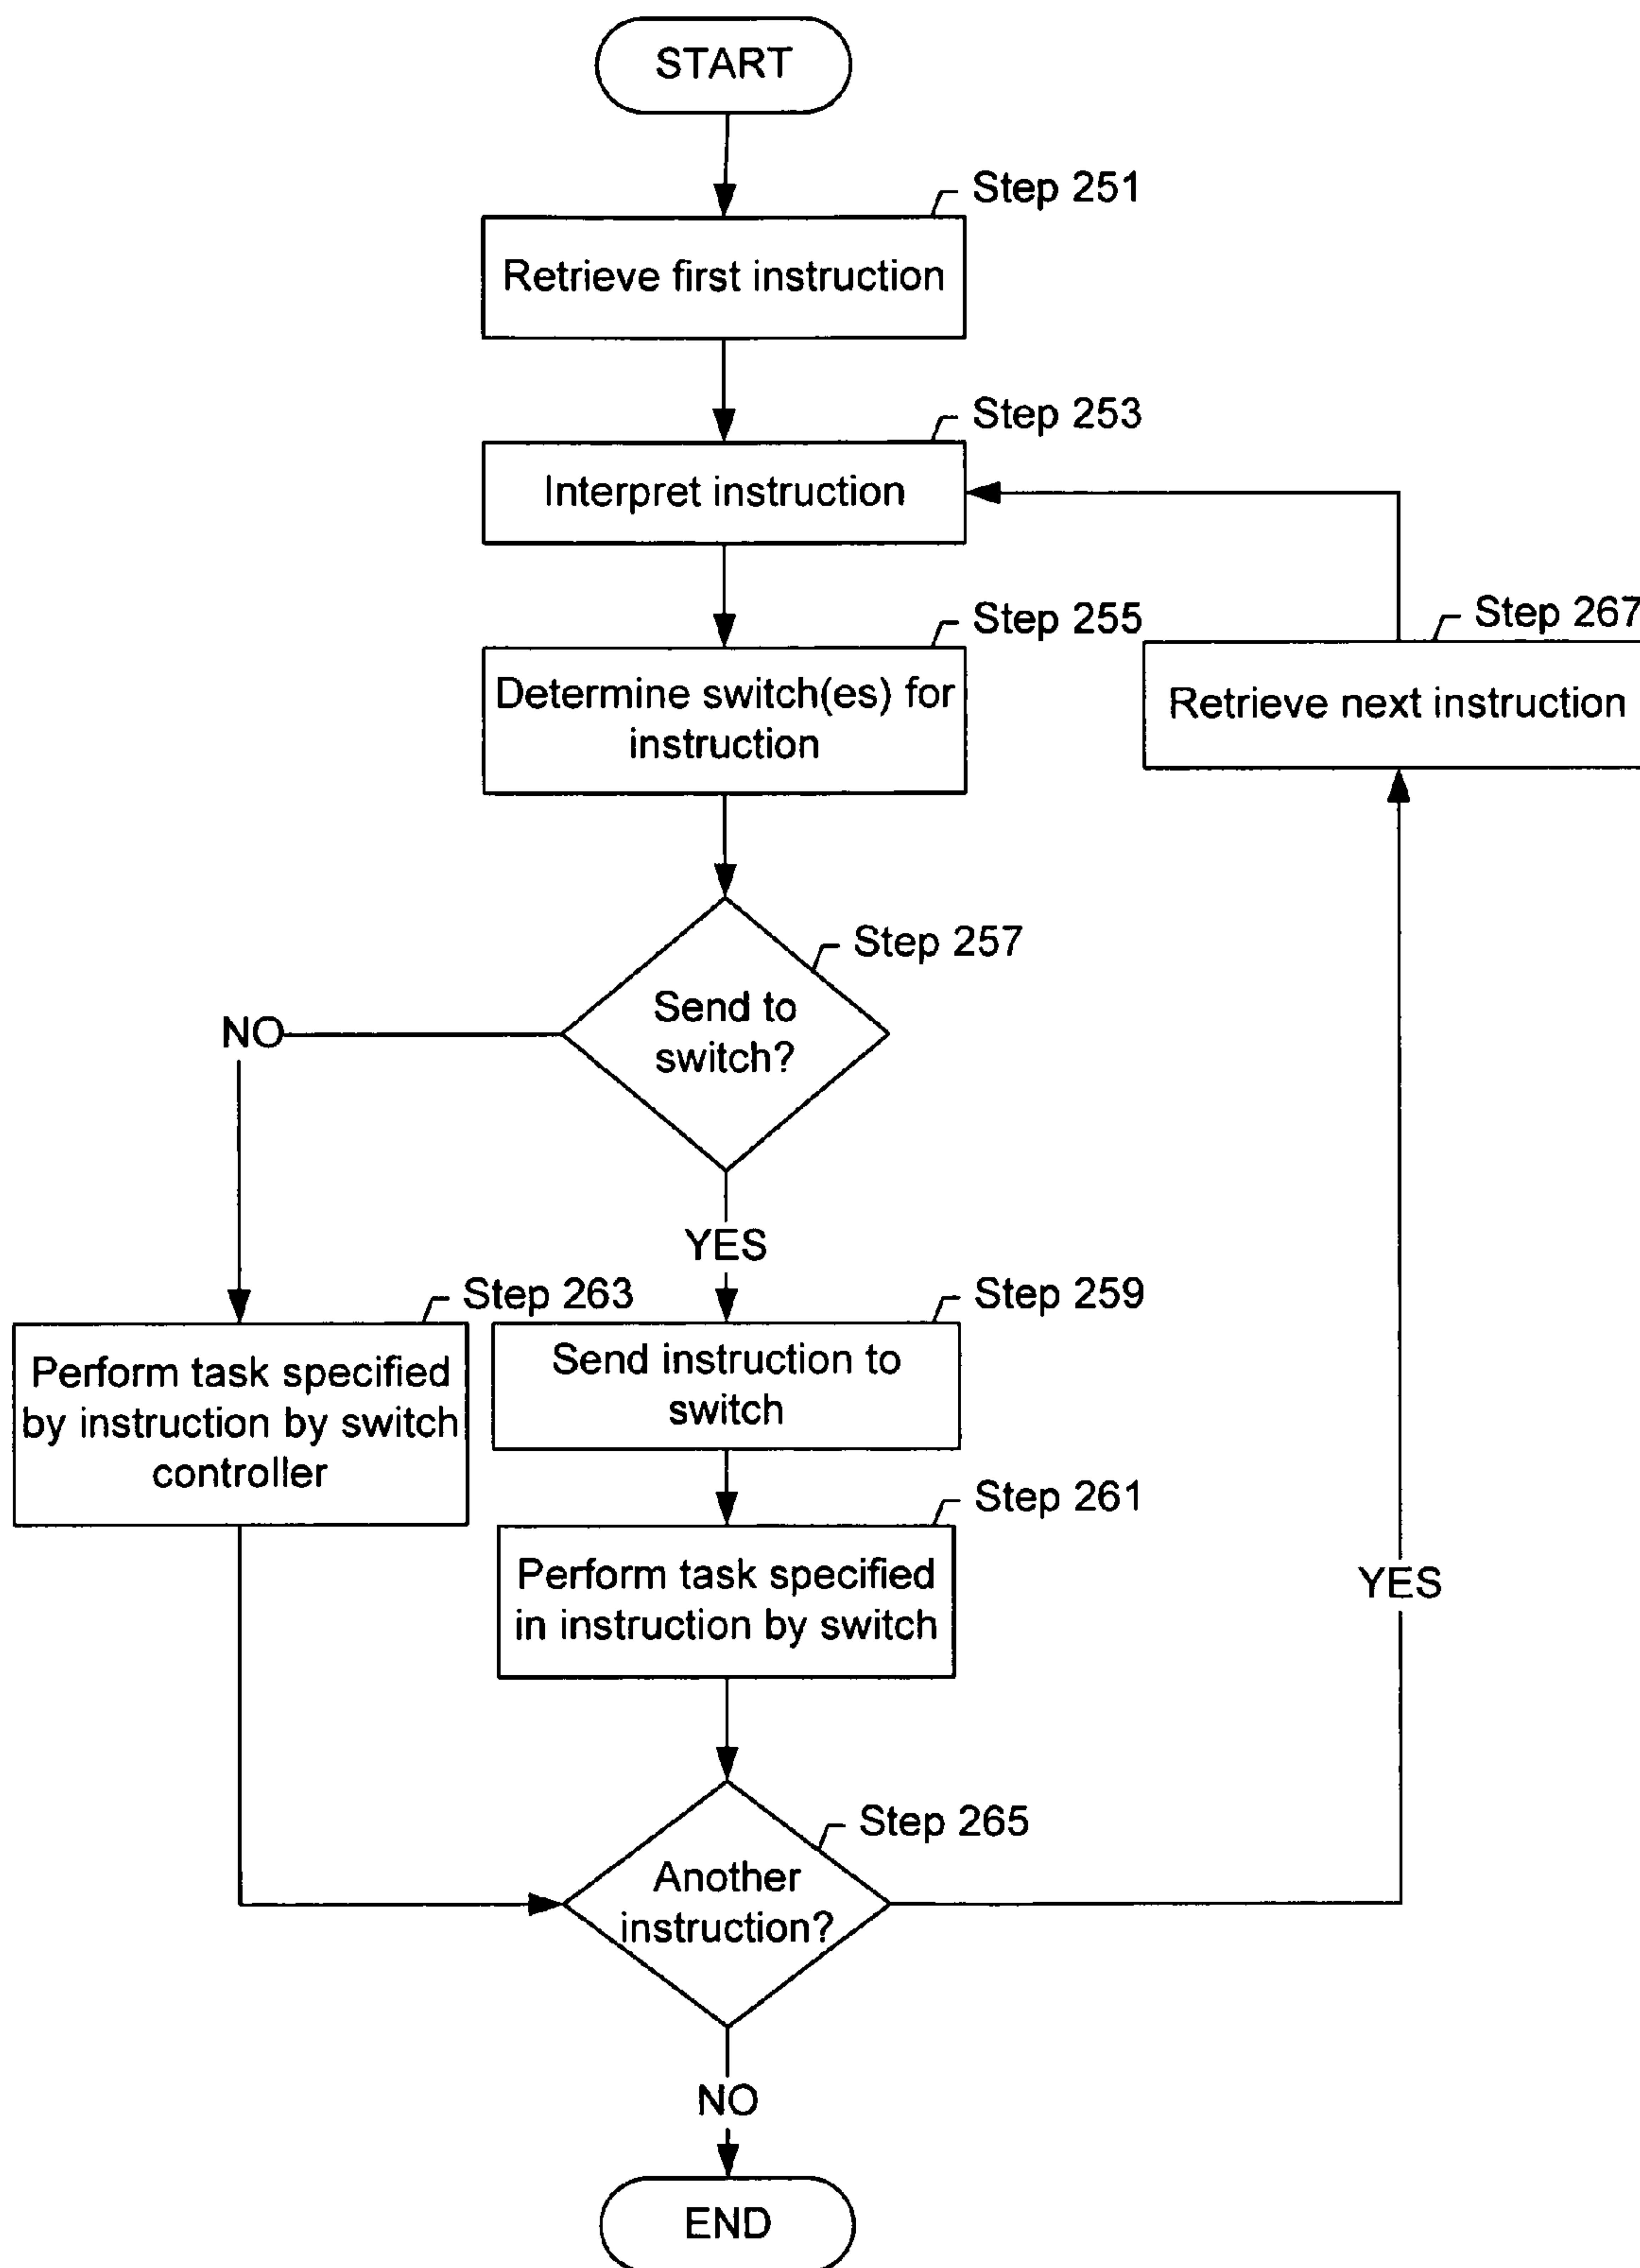 START
Step 251
Retrieve first instruction
Step 253
Interpret instruction
Step 255
Determine switch(es) for
instruction
Step 267
Retrieve next instruction
Step 257
Send to
switch?
NO
YES
Step 263
Perform task specified
by instruction by switch
controller
Step 259
Send instruction to
switch
Step 261
Perform task specified
in instruction by switch
YES
Step 265
Another
instruction?
NO
END